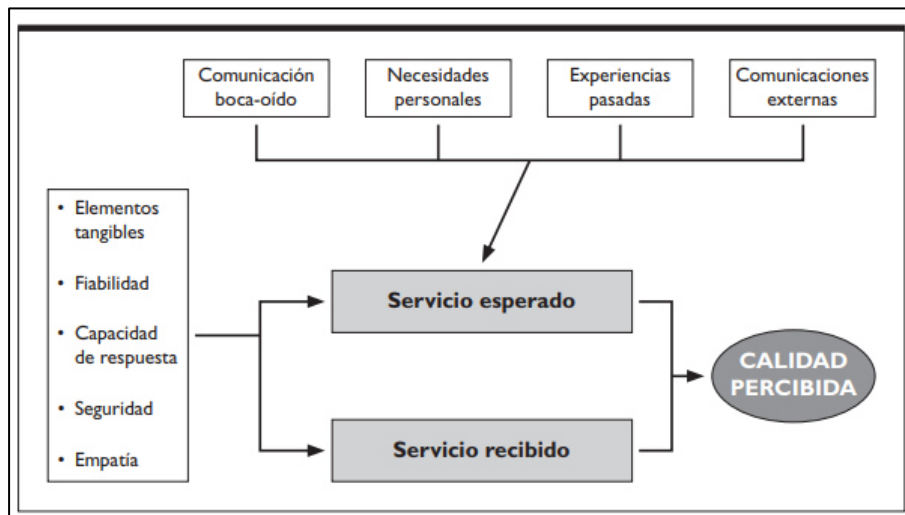 Comunicación
boca-oído
Necesidades
personales
Experiencias
pasadas
Comunicaciones
externas
• Elementos
tangibles
• Fiabilidad
• Capacidad
de respuesta
• Seguridad
• Empatía
Servicio esperado
Servicio recibido
CALIDAD
PERCIBIDA